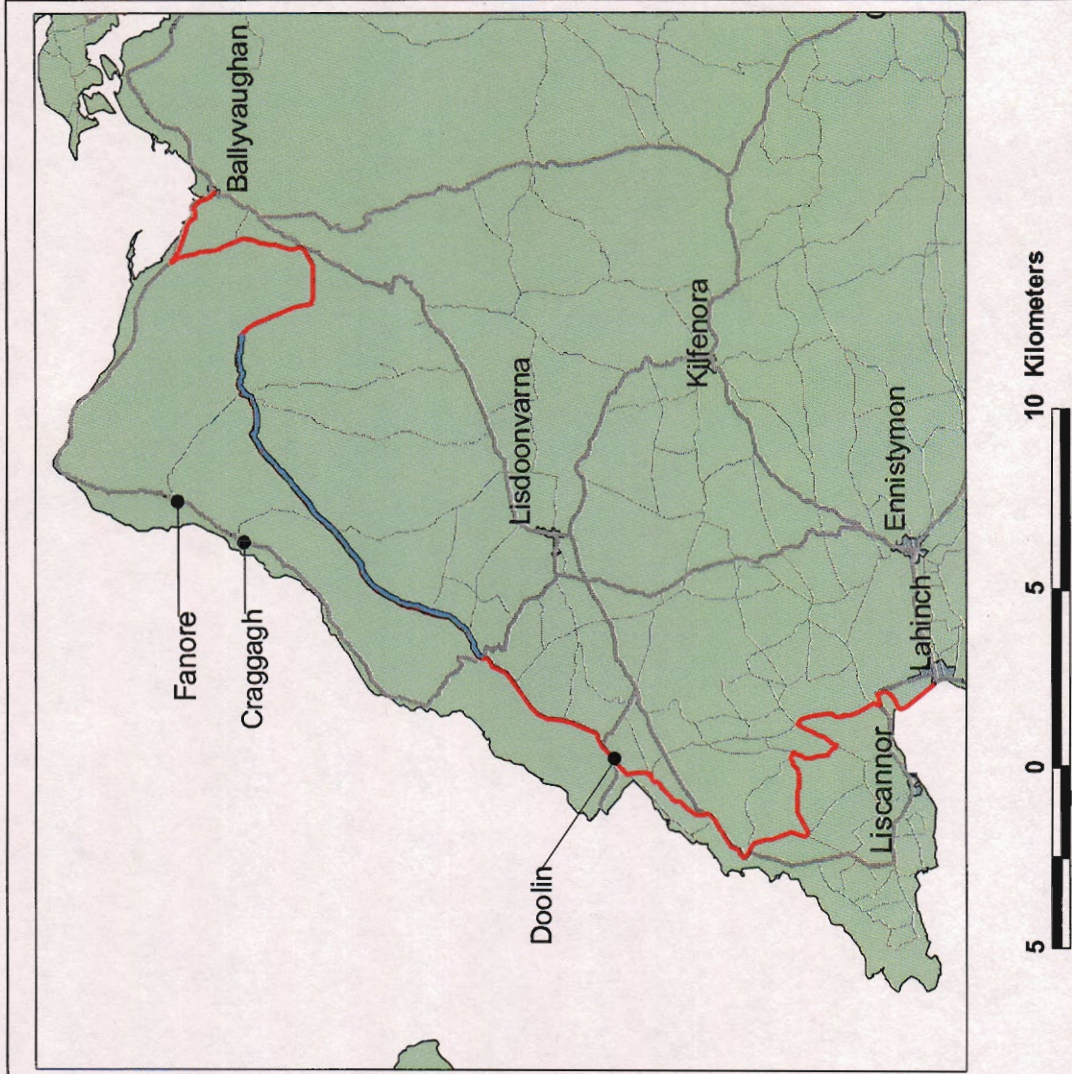 Fanore
Ballyvaughan
Craggagh
Lisdoonvarna
Doolin
Kilfenora
Liscannor
Ennistymon
Lahinch
5 0 5 10 Kilometers